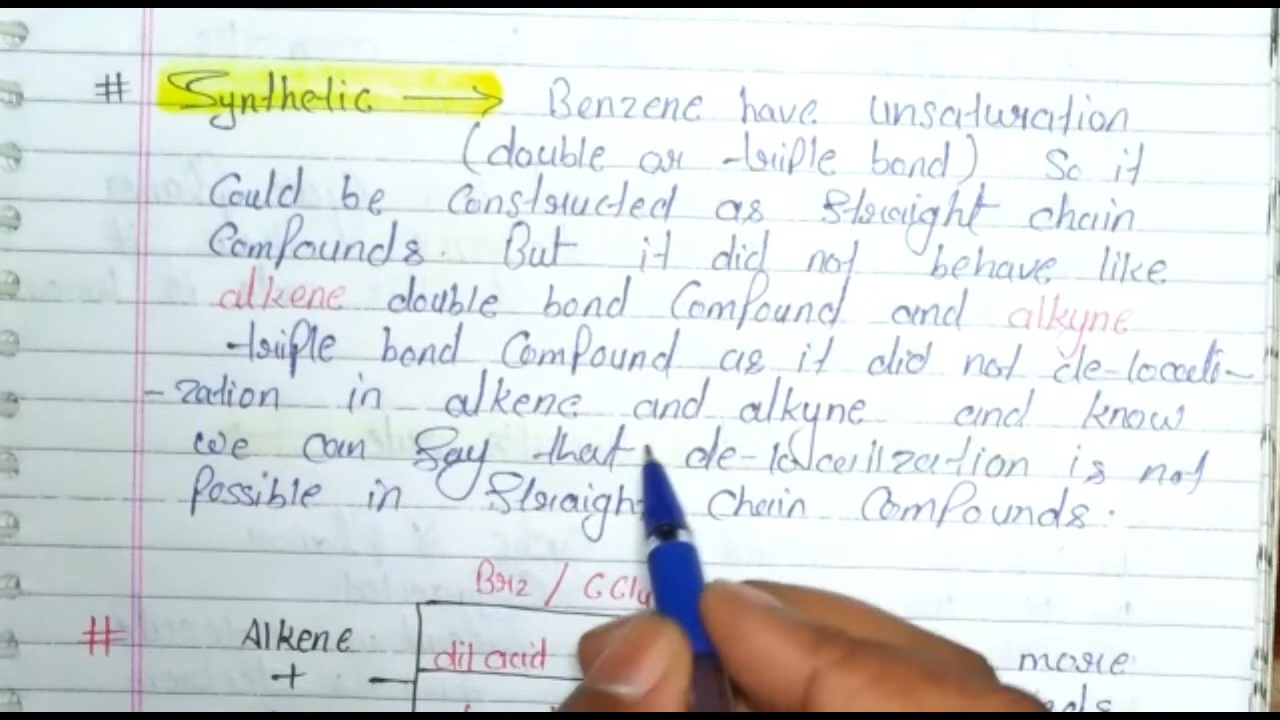 # Synthetic → Benzene have unsaturation
(double or triple bond) So it
Could be Constructed as Straight chain
Compounds. But it did not behave like
alkene double bond Compound and alkyne
triple bond Compound as it did not de-locali-
-zation in alkene and alkyne and know
we can Say that de-localization is not
Possible in Straight Chain Compounds.
Br2 / CCl4
# Alkene
dil acid
more
+